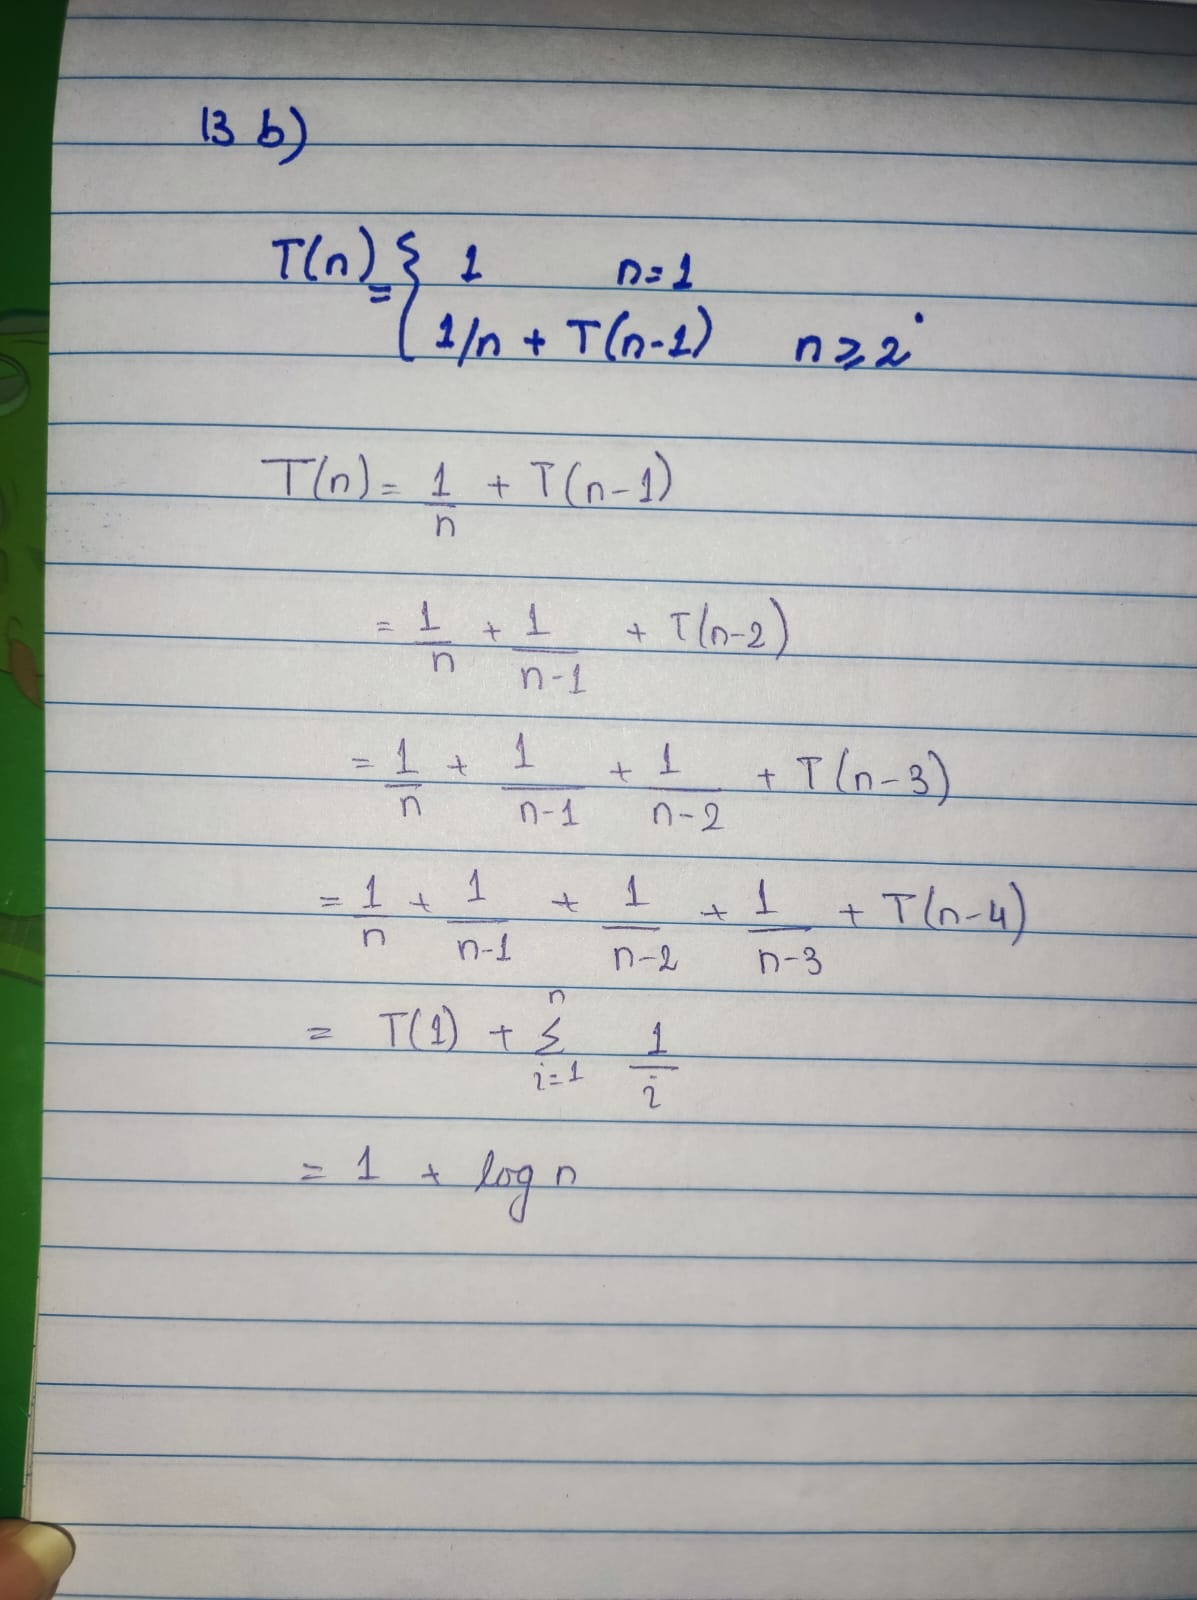 13 b)
T(n) = { 1 n=1
1/n + T(n-1) n ≥ 2
T(n) = 1/n + T(n-1)
= 1/n + 1/(n-1) + T(n-2)
= 1/n + 1/(n-1) + 1/(n-2) + T(n-3)
= 1/n + 1/(n-1) + 1/(n-2) + 1/(n-3) + T(n-4)
= T(1) + Σ_{i=1}^{n} 1/i
= 1 + log n